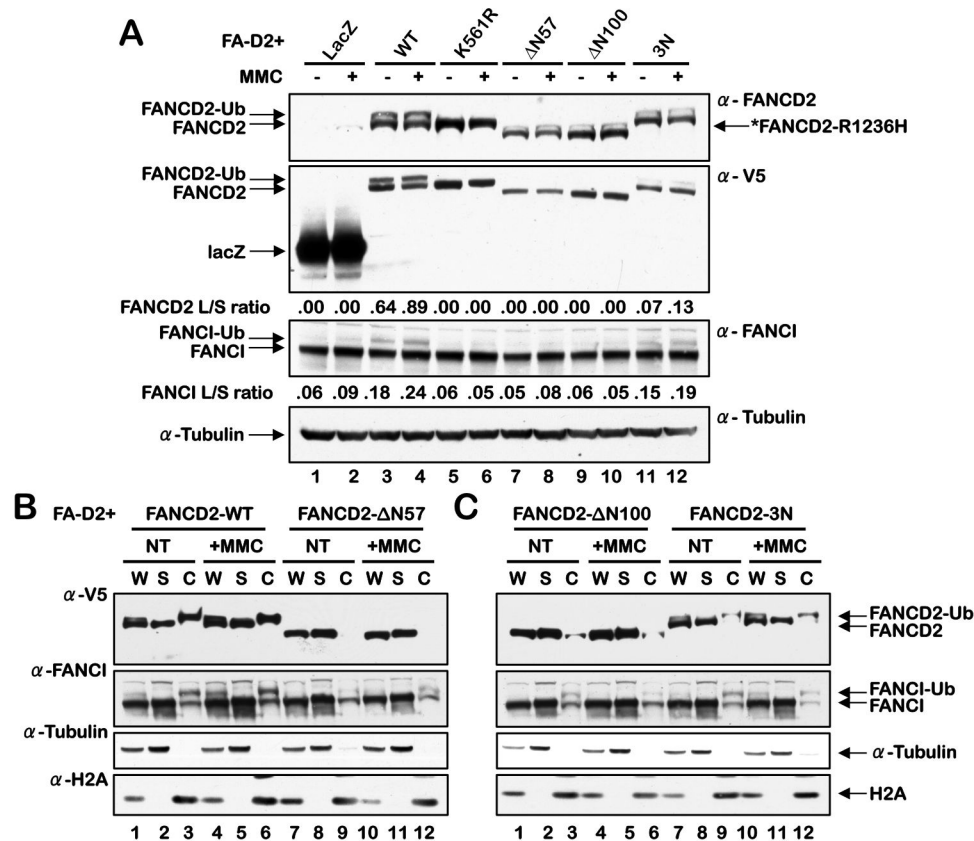 A
FA-D2+ LacZ WT K561R ΔN57 ΔN100 3N
MMC - + - + - + - + - + - +
FANCD2-Ub
FANCD2
α - FANCD2
*FANCD2-R1236H
FANCD2-Ub
FANCD2
α - V5
lacZ
FANCD2 L/S ratio .00 .00 .64 .89 .00 .00 .00 .00 .00 .00 .07 .13
FANCI-Ub
FANCI
α - FANCI
FANCI L/S ratio .06 .09 .18 .24 .06 .05 .05 .08 .06 .05 .15 .19
α -Tubulin
α - Tubulin
1 2 3 4 5 6 7 8 9 10 11 12
B
FA-D2+ FANCD2-WT FANCD2-ΔN57
NT +MMC NT +MMC
W S C W S C W S C W S C
α -V5
α -FANCI
α -Tubulin
α -H2A
1 2 3 4 5 6 7 8 9 10 11 12
C
FANCD2-ΔN100 FANCD2-3N
NT +MMC NT +MMC
W S C W S C W S C W S C
FANCD2-Ub
FANCD2
FANCI-Ub
FANCI
α -Tubulin
H2A
1 2 3 4 5 6 7 8 9 10 11 12